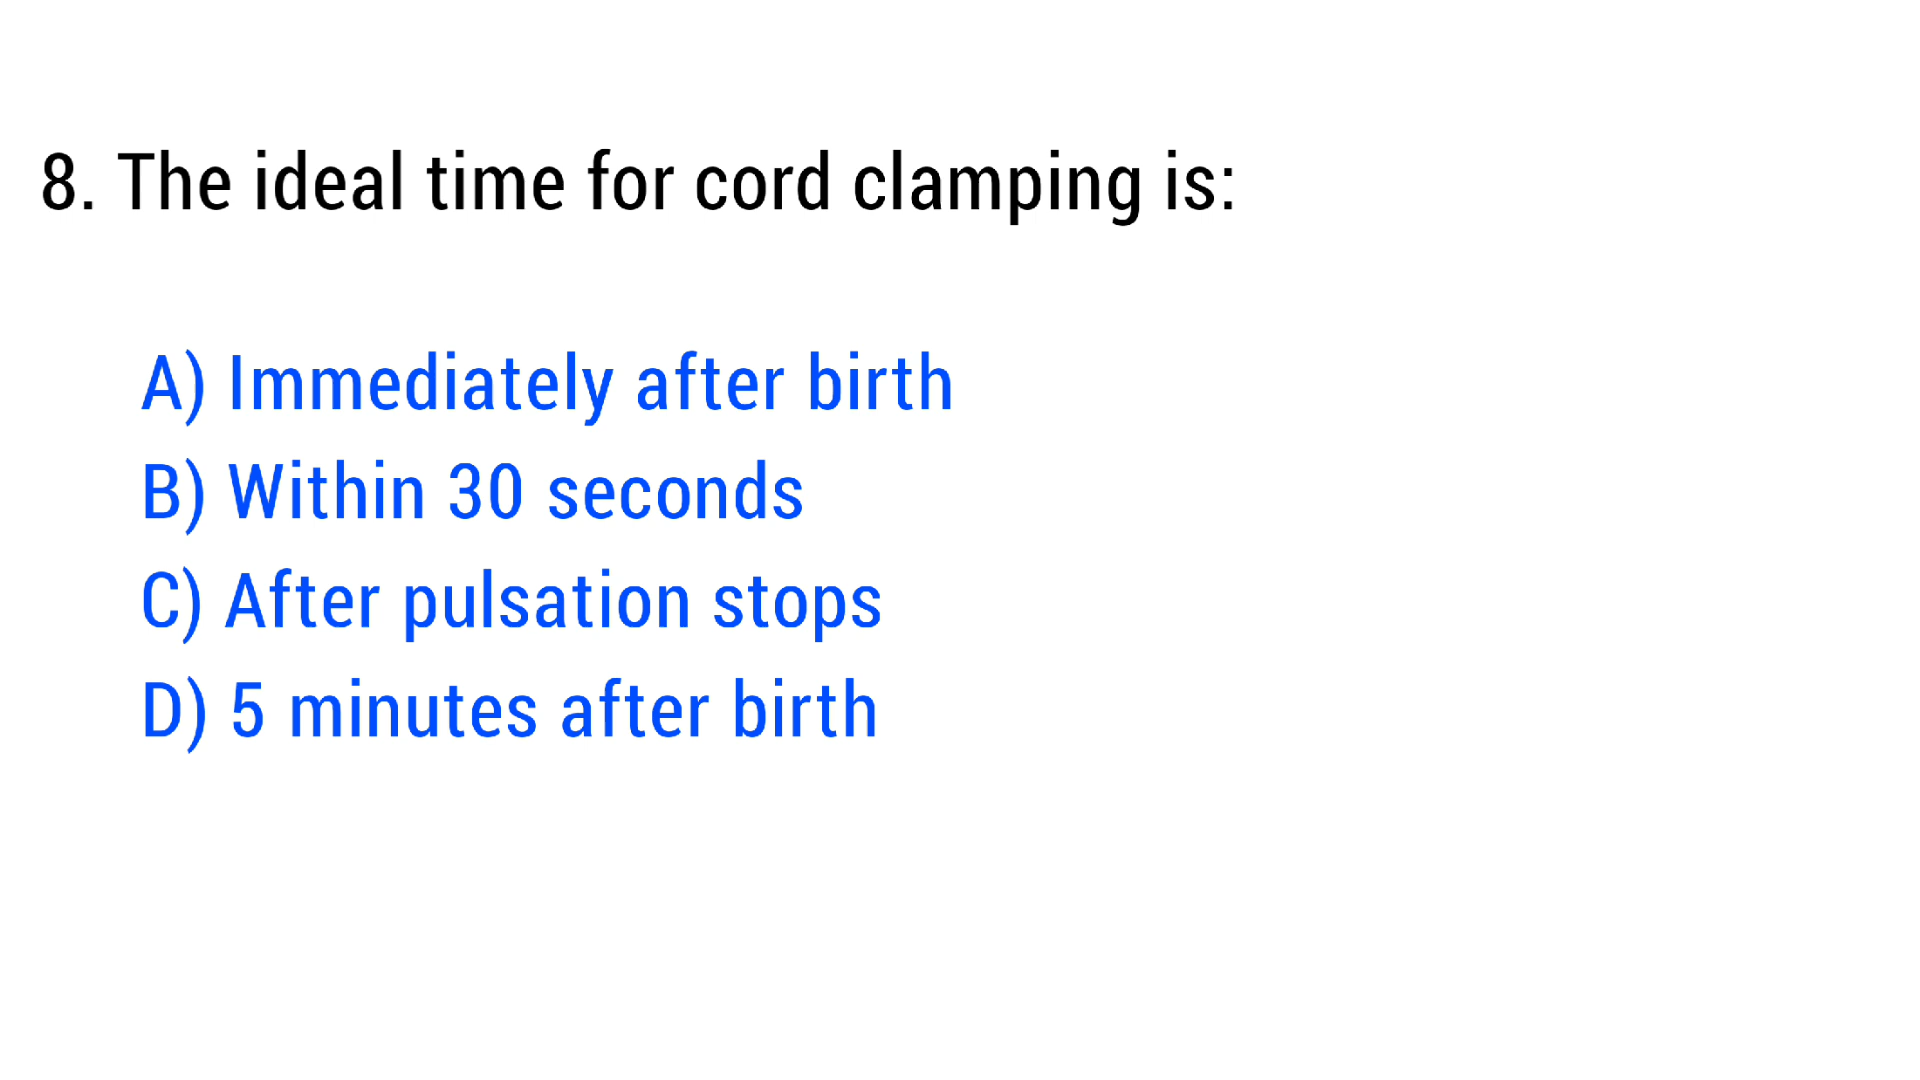 8. The ideal time for cord clamping is:
A) Immediately after birth
B) Within 30 seconds
C) After pulsation stops
D) 5 minutes after birth